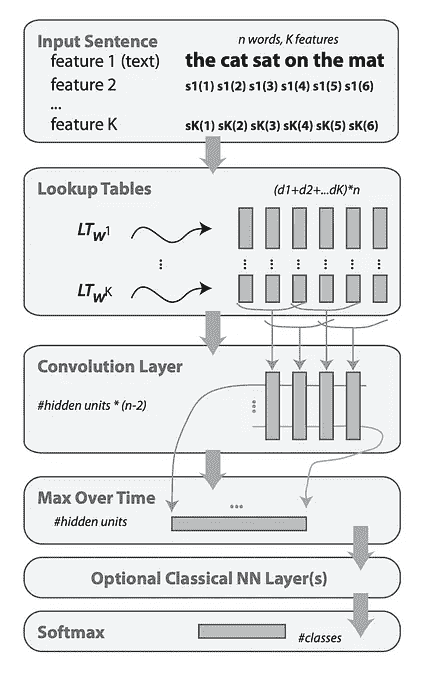 Input Sentence
n words, K features
feature 1 (text) the cat sat on the mat
feature 2 s1(1) s1(2) s1(3) s1(4) s1(5) s1(6)
...
feature K sK(1) sK(2) sK(3) sK(4) sK(5) sK(6)
Lookup Tables
(d1+d2+...dK)*n
LTw1
LTwK
Convolution Layer
#hidden units * (n-2)
Max Over Time
#hidden units
Optional Classical NN Layer(s)
Softmax
#classes